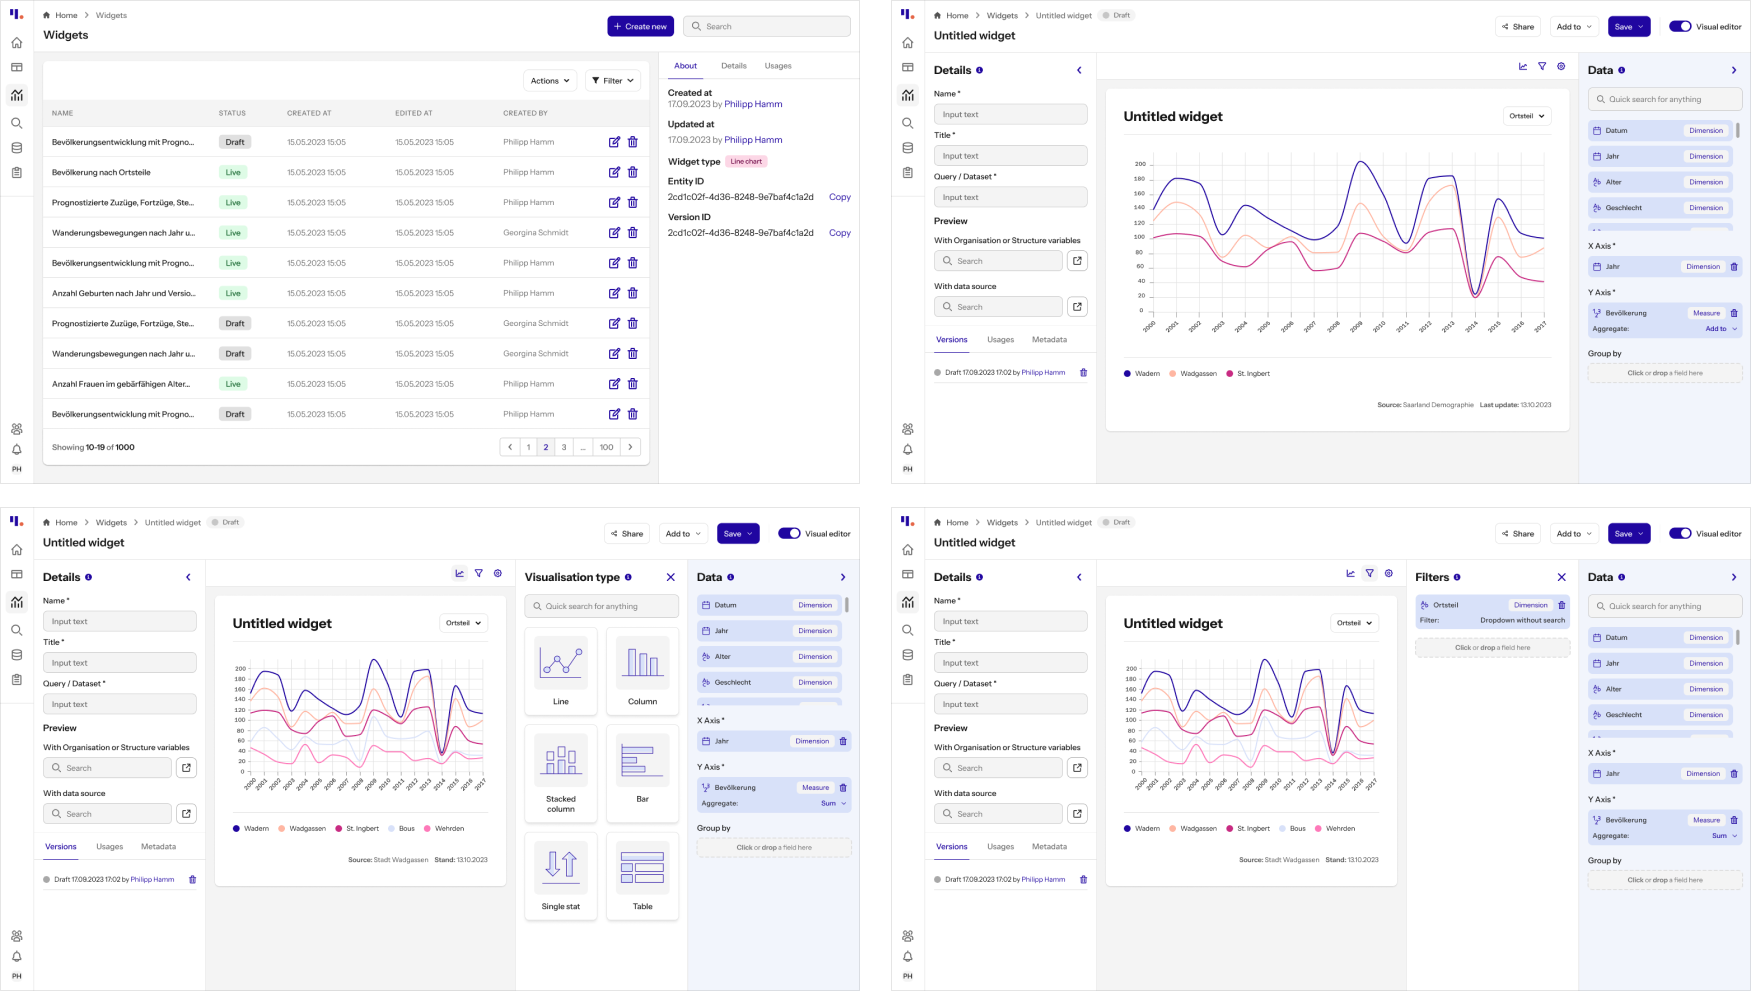 Home > Widgets
Widgets
+ Create new
Search
Actions
Filter
NAME STATUS CREATED AT EDITED AT CREATED BY
Bevölkerungsentwicklung mit Progno... Draft 15.05.2023 15:05 15.05.2023 15:05 Philipp Hamm
Bevölkerung nach Ortsteile Live 15.05.2023 15:05 15.05.2023 15:05 Philipp Hamm
Prognostizierte Zuzüge, Fortzüge, Ste... Live 15.05.2023 15:05 15.05.2023 15:05 Philipp Hamm
Wanderungsbewegungen nach Jahr u... Live 15.05.2023 15:05 15.05.2023 15:05 Georgina Schmidt
Bevölkerungsentwicklung mit Progno... Live 15.05.2023 15:05 15.05.2023 15:05 Philipp Hamm
Anzahl Geburten nach Jahr und Versio... Live 15.05.2023 15:05 15.05.2023 15:05 Philipp Hamm
Prognostizierte Zuzüge, Fortzüge, Ste... Draft 15.05.2023 15:05 15.05.2023 15:05 Georgina Schmidt
Wanderungsbewegungen nach Jahr u... Draft 15.05.2023 15:05 15.05.2023 15:05 Philipp Hamm
Anzahl Frauen im gebärfähigen Alter... Live 15.05.2023 15:05 15.05.2023 15:05 Philipp Hamm
Bevölkerungsentwicklung mit Progno... Draft 15.05.2023 15:05 15.05.2023 15:05 Philipp Hamm
Showing 10-19 of 1000
1 2 3 ... 100
About Details Usages
Created at
17.09.2023 by Philipp Hamm
Updated at
17.09.2023 by Philipp Hamm
Widget type Line chart
Entity ID
2cd1c02f-4d36-8248-9e7baf4c1a2d Copy
Version ID
2cd1c02f-4d36-8248-9e7baf4c1a2d Copy
PH
Home > Widgets > Untitled widget Draft
Untitled widget
Share
Add to
Save
Visual editor
Details
Name *
Input text
Title *
Input text
Query / Dataset *
Input text
Preview
With Organisation or Structure variables
Search
With data source
Search
Versions Usages Metadata
Draft 17.09.2023 17:02 by Philipp Hamm
PH
Untitled widget
Ortsteil
200
180
160
140
120
100
80
60
40
20
0
2000 2001 2002 2003 2004 2005 2006 2007 2008 2009 2010 2011 2012 2013 2014 2015 2016 2017
Wadern Wadgassen St. Ingbert
Source: Saarland Demographie Last update: 13.10.2023
Data
Quick search for anything
Datum Dimension
Jahr Dimension
Alter Dimension
Geschlecht Dimension
X Axis *
Jahr Dimension
Y Axis *
Bevölkerung Measure
Aggregate: Add to
Group by
Click or drop a field here
Home > Widgets > Untitled widget Draft
Untitled widget
Share
Add to
Save
Visual editor
Details
Name *
Input text
Title *
Input text
Query / Dataset *
Input text
Preview
With Organisation or Structure variables
Search
With data source
Search
Versions Usages Metadata
Draft 17.09.2023 17:02 by Philipp Hamm
PH
Untitled widget
Ortsteil
200
180
160
140
120
100
80
60
40
20
0
2000 2001 2002 2003 2004 2005 2006 2007 2008 2009 2010 2011 2012 2013 2014 2015 2016 2017
Wadern Wadgassen St. Ingbert Bous Wehrden
Source: Stadt Wadgassen Stand: 13.10.2023
Visualisation type
Quick search for anything
Line
Column
Stacked
column
Bar
Single stat
Table
Data
Datum Dimension
Jahr Dimension
Alter Dimension
Geschlecht Dimension
X Axis *
Jahr Dimension
Y Axis *
Bevölkerung Measure
Aggregate: Sum
Group by
Click or drop a field here
Home > Widgets > Untitled widget Draft
Untitled widget
Share
Add to
Save
Visual editor
Details
Name *
Input text
Title *
Input text
Query / Dataset *
Input text
Preview
With Organisation or Structure variables
Search
With data source
Search
Versions Usages Metadata
Draft 17.09.2023 17:02 by Philipp Hamm
PH
Untitled widget
Ortsteil
200
180
160
140
120
100
80
60
40
20
0
2000 2001 2002 2003 2004 2005 2006 2007 2008 2009 2010 2011 2012 2013 2014 2015 2016 2017
Wadern Wadgassen St. Ingbert Bous Wehrden
Source: Stadt Wadgassen Stand: 13.10.2023
Filters
Ortsteil Dimension
Filter: Dropdown without search
Click or drop a field here
Data
Quick search for anything
Datum Dimension
Jahr Dimension
Alter Dimension
Geschlecht Dimension
X Axis *
Jahr Dimension
Y Axis *
Bevölkerung Measure
Aggregate: Sum
Group by
Click or drop a field here